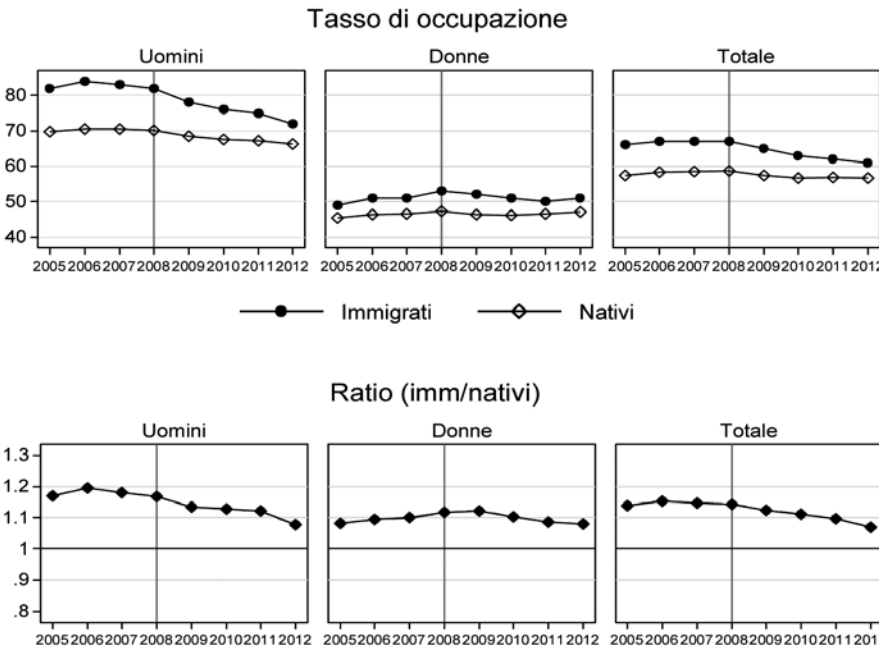 Tasso di occupazione
Uomini Donne Totale
80
70
60
50
40
2005 2006 2007 2008 2009 2010 2011 2012 2005 2006 2007 2008 2009 2010 2011 2012 2005 2006 2007 2008 2009 2010 2011 2012
Immigrati Nativi
Ratio (imm/nativi)
Uomini Donne Totale
1.3
1.2
1.1
1
.9
.8
2005 2006 2007 2008 2009 2010 2011 2012 2005 2006 2007 2008 2009 2010 2011 2012 2005 2006 2007 2008 2009 2010 2011